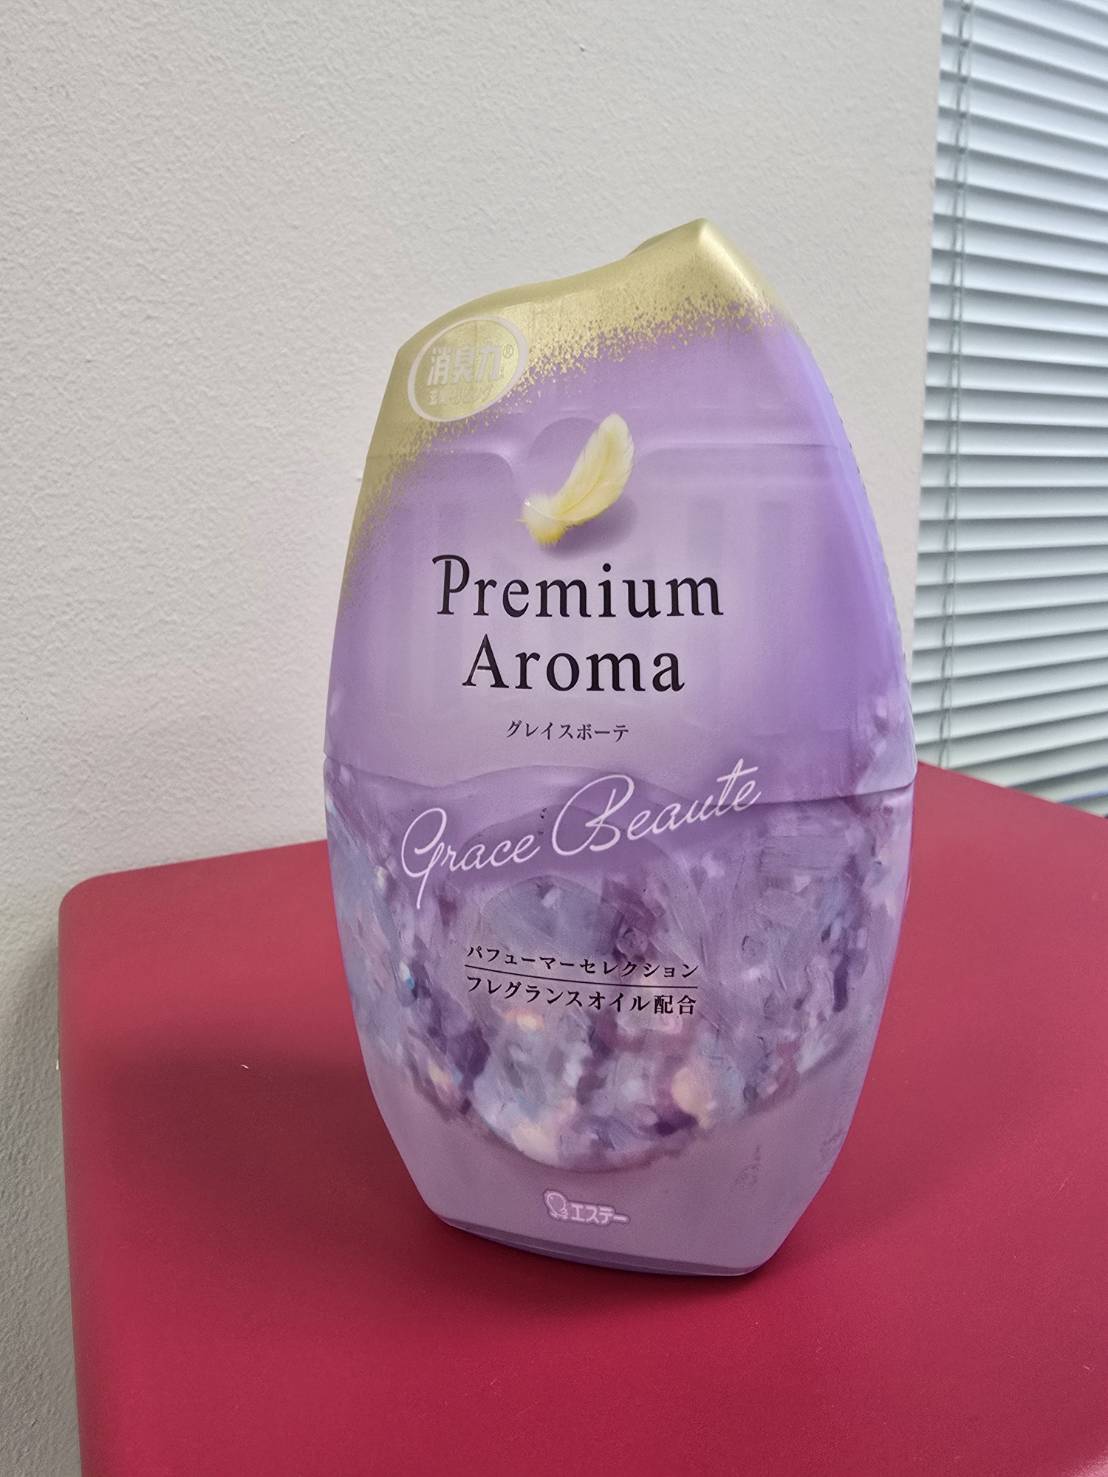 消臭力®
Premium
Aroma
グレイスボーテ
Grace Beaute
パフューマーセレクション
フレグランスオイル配合
エステー